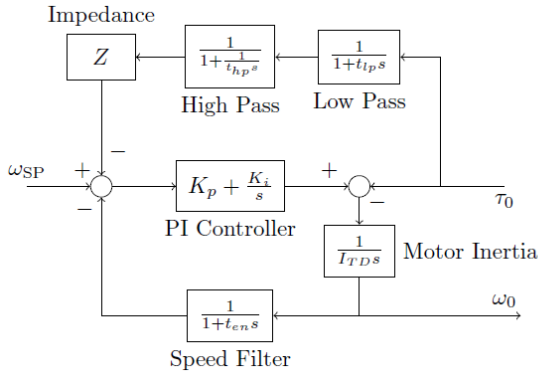 Impedance
Z
1
1+1/(t_hp s)
High Pass
1
1+t_lp s
Low Pass
−
ω_SP
+
−
K_p + K_i/s
PI Controller
+
−
τ_0
1
I_TD s
Motor Inertia
ω_0
1
1+t_en s
Speed Filter